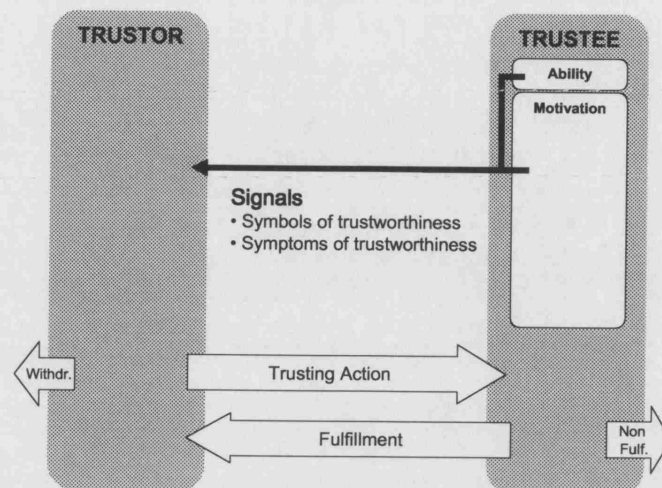 TRUSTOR
TRUSTEE
Ability
Motivation
Signals
• Symbols of trustworthiness
• Symptoms of trustworthiness
Withdr.
Trusting Action
Fulfillment
Non
Fulf.